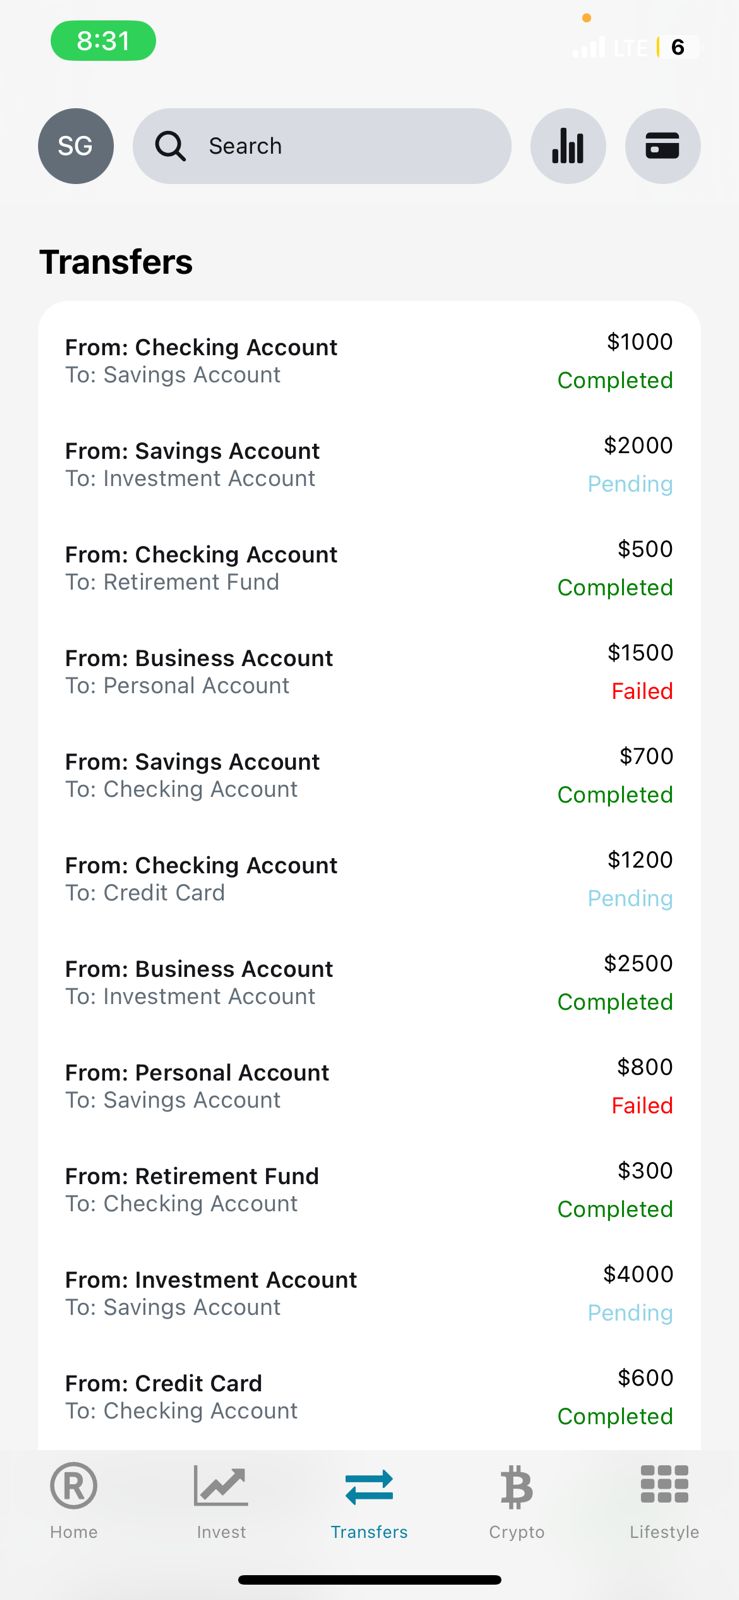 8:31
LTE 6
SG
Search
Transfers
From: Checking Account
$1000
To: Savings Account
Completed
From: Savings Account
$2000
To: Investment Account
Pending
From: Checking Account
$500
To: Retirement Fund
Completed
From: Business Account
$1500
To: Personal Account
Failed
From: Savings Account
$700
To: Checking Account
Completed
From: Checking Account
$1200
To: Credit Card
Pending
From: Business Account
$2500
To: Investment Account
Completed
From: Personal Account
$800
To: Savings Account
Failed
From: Retirement Fund
$300
To: Checking Account
Completed
From: Investment Account
$4000
To: Savings Account
Pending
From: Credit Card
$600
To: Checking Account
Completed
R
Home
Invest
Transfers
Crypto
Lifestyle